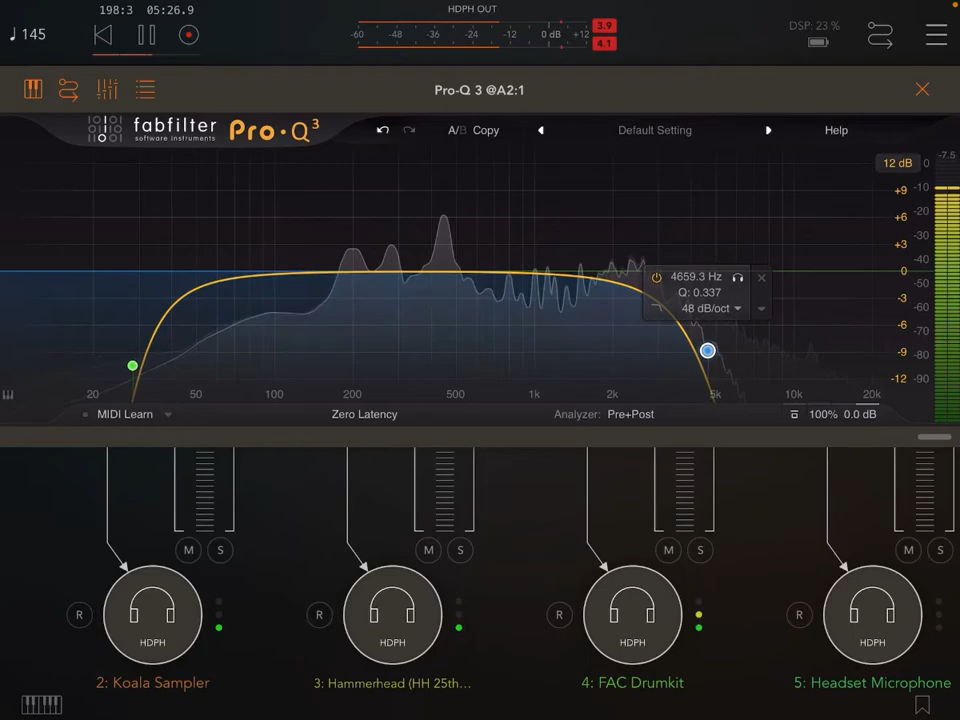 198:3 05:26.9
HDPH OUT
♩ 145
-60 -48 -36 -24 -12 0 dB +12
3.9
4.1
DSP: 23 %
Pro-Q 3 @A2:1
fabfilter
software instruments
Pro·Q³
A/B Copy
Default Setting
Help
12 dB 0 -7.5
+9 -10
-20
+6 -30
+3 -40
0 -50
-3 -60
-6 -70
-9 -80
-12 -90
4659.3 Hz
Q: 0.337
48 dB/oct
20 50 100 200 500 1k 2k 5k 10k 20k
MIDI Learn
Zero Latency
Analyzer: Pre+Post
100% 0.0 dB
M S M S M S M S
R HDPH R HDPH R HDPH R HDPH
2: Koala Sampler
3: Hammerhead (HH 25th...
4: FAC Drumkit
5: Headset Microphone